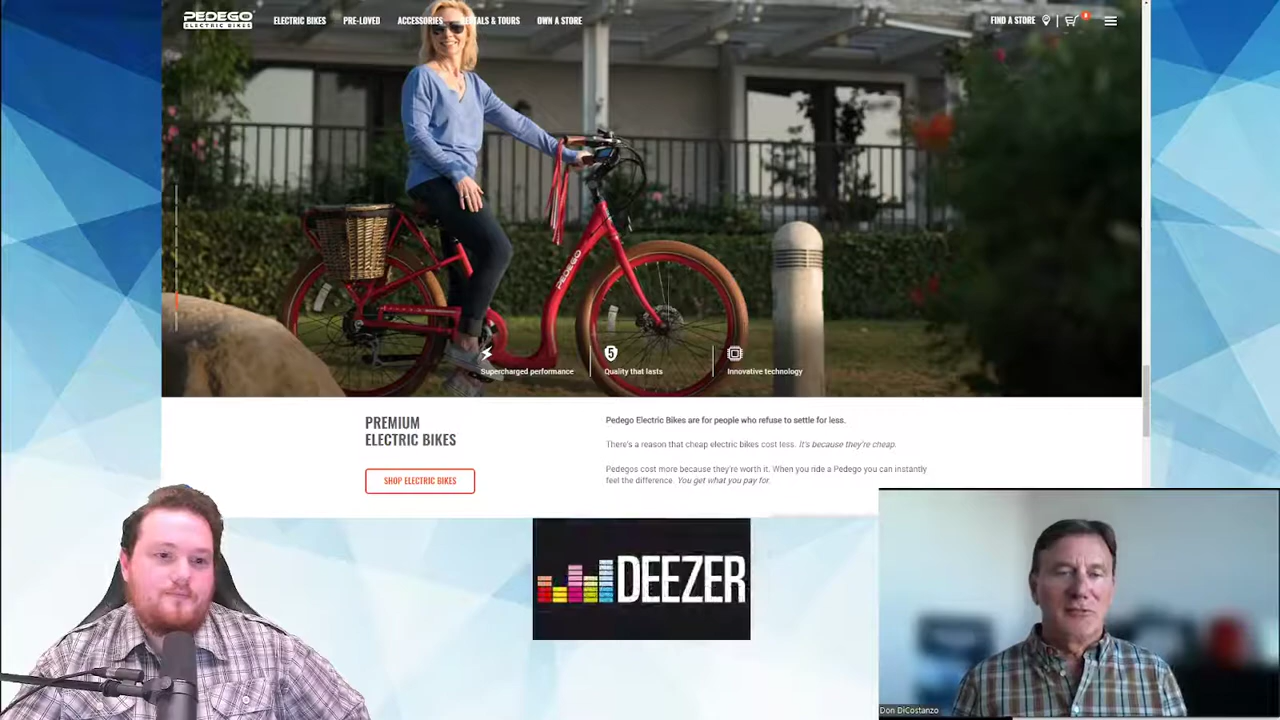 PEDEGO
ELECTRIC BIKES
ELECTRIC BIKES
PRE-LOVED
ACCESSORIES
RENTALS & TOURS
OWN A STORE
FIND A STORE
0
PEDEGO
5
Supercharged performance
Quality that lasts
Innovative technology
PREMIUM
ELECTRIC BIKES
SHOP ELECTRIC BIKES
Pedego Electric Bikes are for people who refuse to settle for less.
There's a reason that cheap electric bikes cost less. It's because they're cheap.
Pedegos cost more because they're worth it. When you ride a Pedego you can instantly
feel the difference. You get what you pay for.
DEEZER
Don DiCostanzo